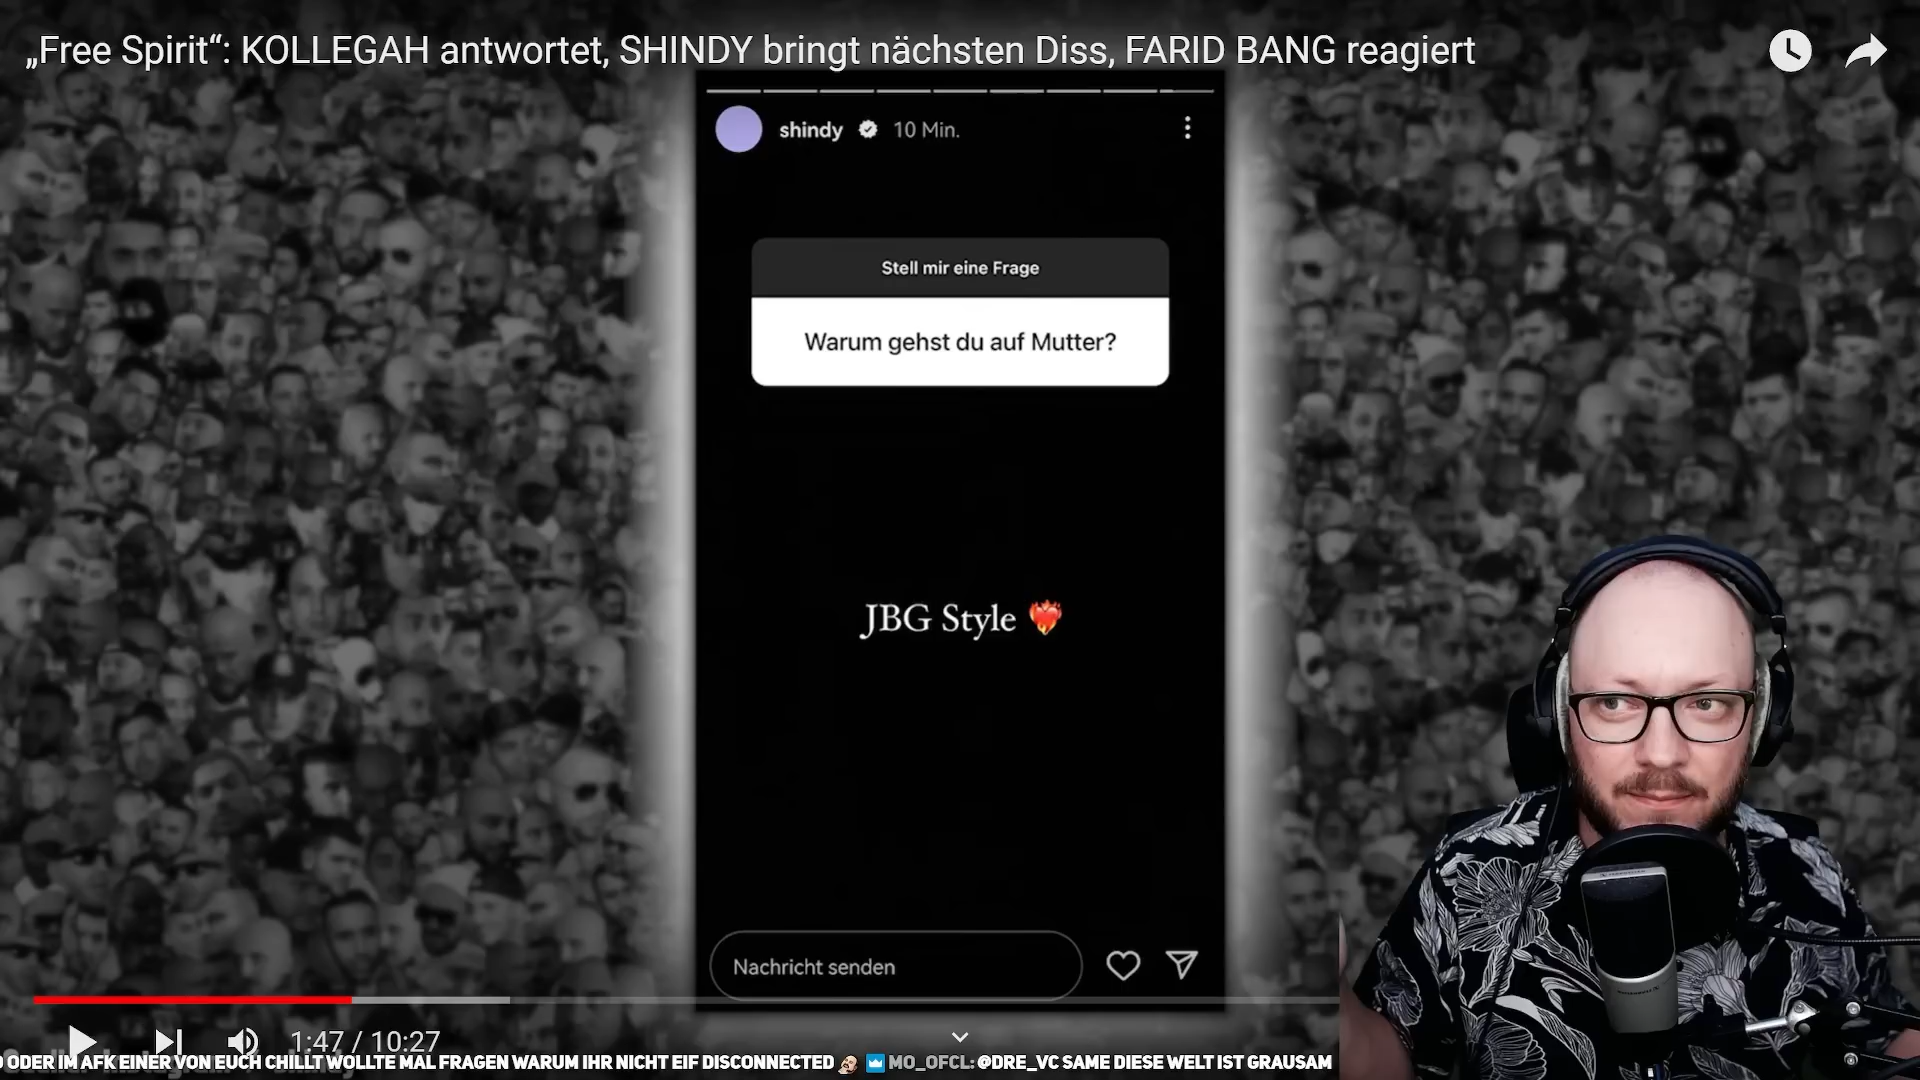 „Free Spirit“: KOLLEGAH antwortet, SHINDY bringt nächsten Diss, FARID BANG reagiert
shindy 10 Min.
Stell mir eine Frage
Warum gehst du auf Mutter?
JBG Style
Nachricht senden
1:47 / 10:27
ODER IM AFK EINER VON EUCH CHILLT WOLLTE MAL FRAGEN WARUM IHR NICHT EIF DISCONNECTED MO_OFCL: @DRE_VC SAME DIESE WELT IST GRAUSAM